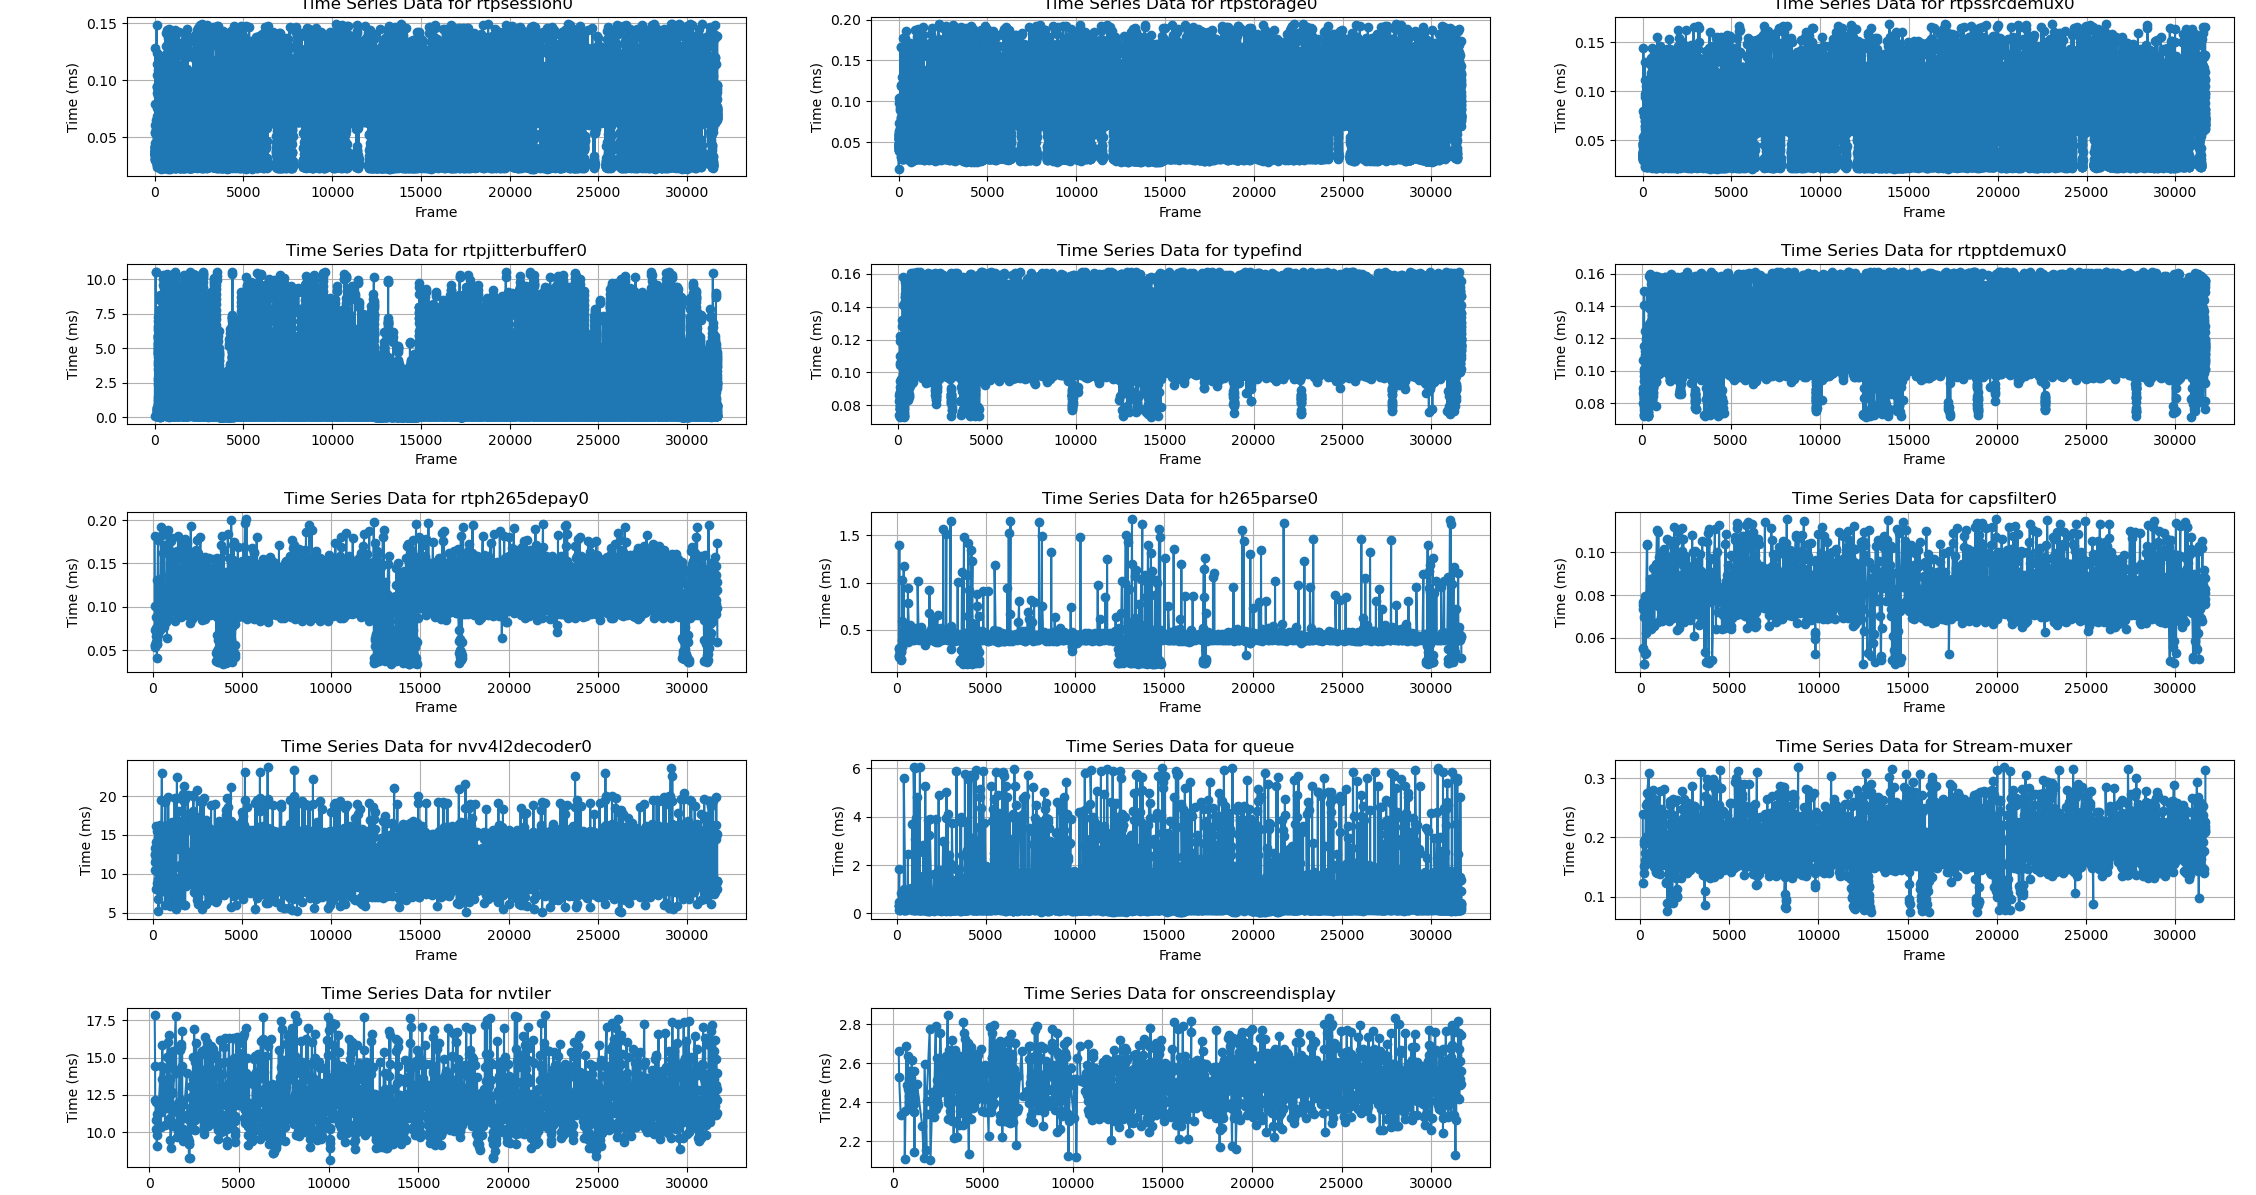 Time Series Data for rtpsession0
Time Series Data for rtpstorage0
Time Series Data for rtpssrcdemux0
Time (ms)
0.15
0.10
0.05
0 5000 10000 15000 20000 25000 30000
Frame
Time (ms)
0.20
0.15
0.10
0.05
0 5000 10000 15000 20000 25000 30000
Frame
Time (ms)
0.15
0.10
0.05
0 5000 10000 15000 20000 25000 30000
Frame
Time Series Data for rtpjitterbuffer0
Time (ms)
10.0
7.5
5.0
2.5
0.0
0 5000 10000 15000 20000 25000 30000
Frame
Time Series Data for typefind
Time (ms)
0.16
0.14
0.12
0.10
0.08
0 5000 10000 15000 20000 25000 30000
Frame
Time Series Data for rtpptdemux0
Time (ms)
0.16
0.14
0.12
0.10
0.08
0 5000 10000 15000 20000 25000 30000
Frame
Time Series Data for rtph265depay0
Time (ms)
0.20
0.15
0.10
0.05
0 5000 10000 15000 20000 25000 30000
Frame
Time Series Data for h265parse0
Time (ms)
1.5
1.0
0.5
0 5000 10000 15000 20000 25000 30000
Frame
Time Series Data for capsfilter0
Time (ms)
0.10
0.08
0.06
0 5000 10000 15000 20000 25000 30000
Frame
Time Series Data for nvv4l2decoder0
Time (ms)
20
15
10
5
0 5000 10000 15000 20000 25000 30000
Frame
Time Series Data for queue
Time (ms)
6
4
2
0
0 5000 10000 15000 20000 25000 30000
Frame
Time Series Data for Stream-muxer
Time (ms)
0.3
0.2
0.1
0 5000 10000 15000 20000 25000 30000
Frame
Time Series Data for nvtiler
Time (ms)
17.5
15.0
12.5
10.0
0 5000 10000 15000 20000 25000 30000
Time Series Data for onscreendisplay
Time (ms)
2.8
2.6
2.4
2.2
0 5000 10000 15000 20000 25000 30000